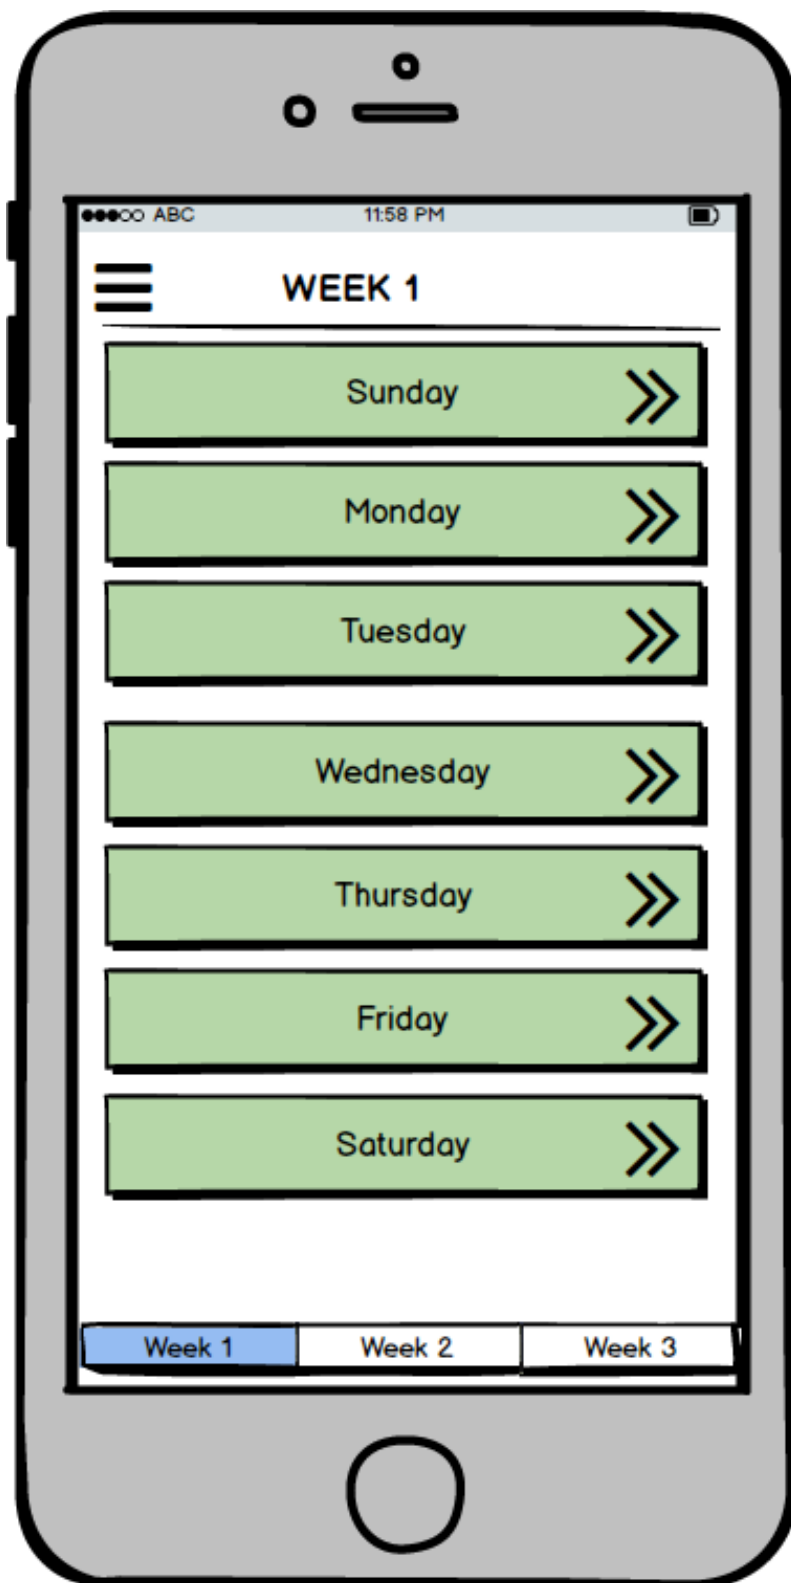 ABC 11:58 PM
WEEK 1
Sunday
Monday
Tuesday
Wednesday
Thursday
Friday
Saturday
Week 1 Week 2 Week 3